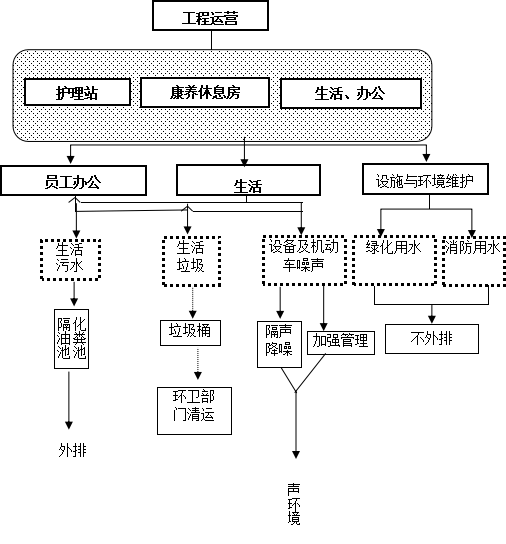 工程运营
护理站
康养休息房
生活、办公
员工办公
生活
设施与环境维护
生活
污水
生活
垃圾
设备及机动
车噪声
绿化用水
消防用水
隔油池
化粪池
垃圾桶
隔声
降噪
加强管理
不外排
环卫部
门清运
外排
声环境